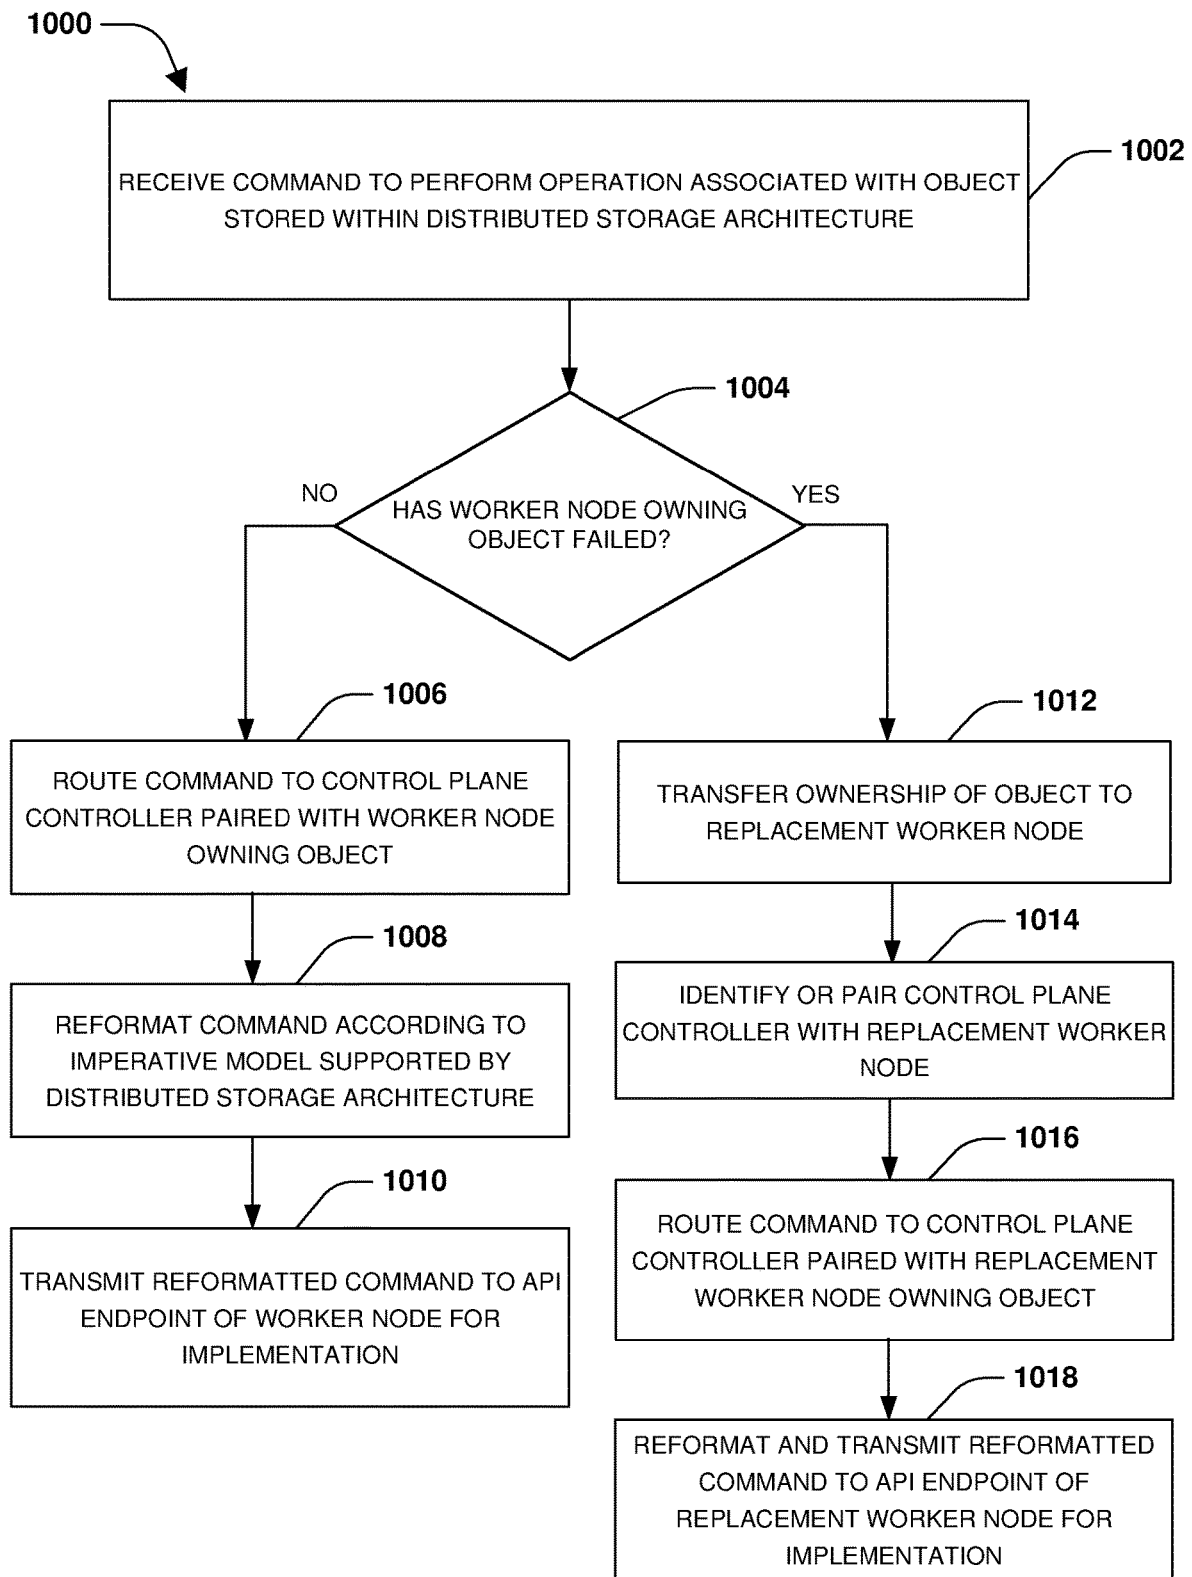 1000
1002
RECEIVE COMMAND TO PERFORM OPERATION ASSOCIATED WITH OBJECT
STORED WITHIN DISTRIBUTED STORAGE ARCHITECTURE
1004
NO
YES
HAS WORKER NODE OWNING
OBJECT FAILED?
1006
ROUTE COMMAND TO CONTROL PLANE
CONTROLLER PAIRED WITH WORKER NODE
OWNING OBJECT
1008
REFORMAT COMMAND ACCORDING TO
IMPERATIVE MODEL SUPPORTED BY
DISTRIBUTED STORAGE ARCHITECTURE
1010
TRANSMIT REFORMATTED COMMAND TO API
ENDPOINT OF WORKER NODE FOR
IMPLEMENTATION
1012
TRANSFER OWNERSHIP OF OBJECT TO
REPLACEMENT WORKER NODE
1014
IDENTIFY OR PAIR CONTROL PLANE
CONTROLLER WITH REPLACEMENT WORKER
NODE
1016
ROUTE COMMAND TO CONTROL PLANE
CONTROLLER PAIRED WITH REPLACEMENT
WORKER NODE OWNING OBJECT
1018
REFORMAT AND TRANSMIT REFORMATTED
COMMAND TO API ENDPOINT OF
REPLACEMENT WORKER NODE FOR
IMPLEMENTATION